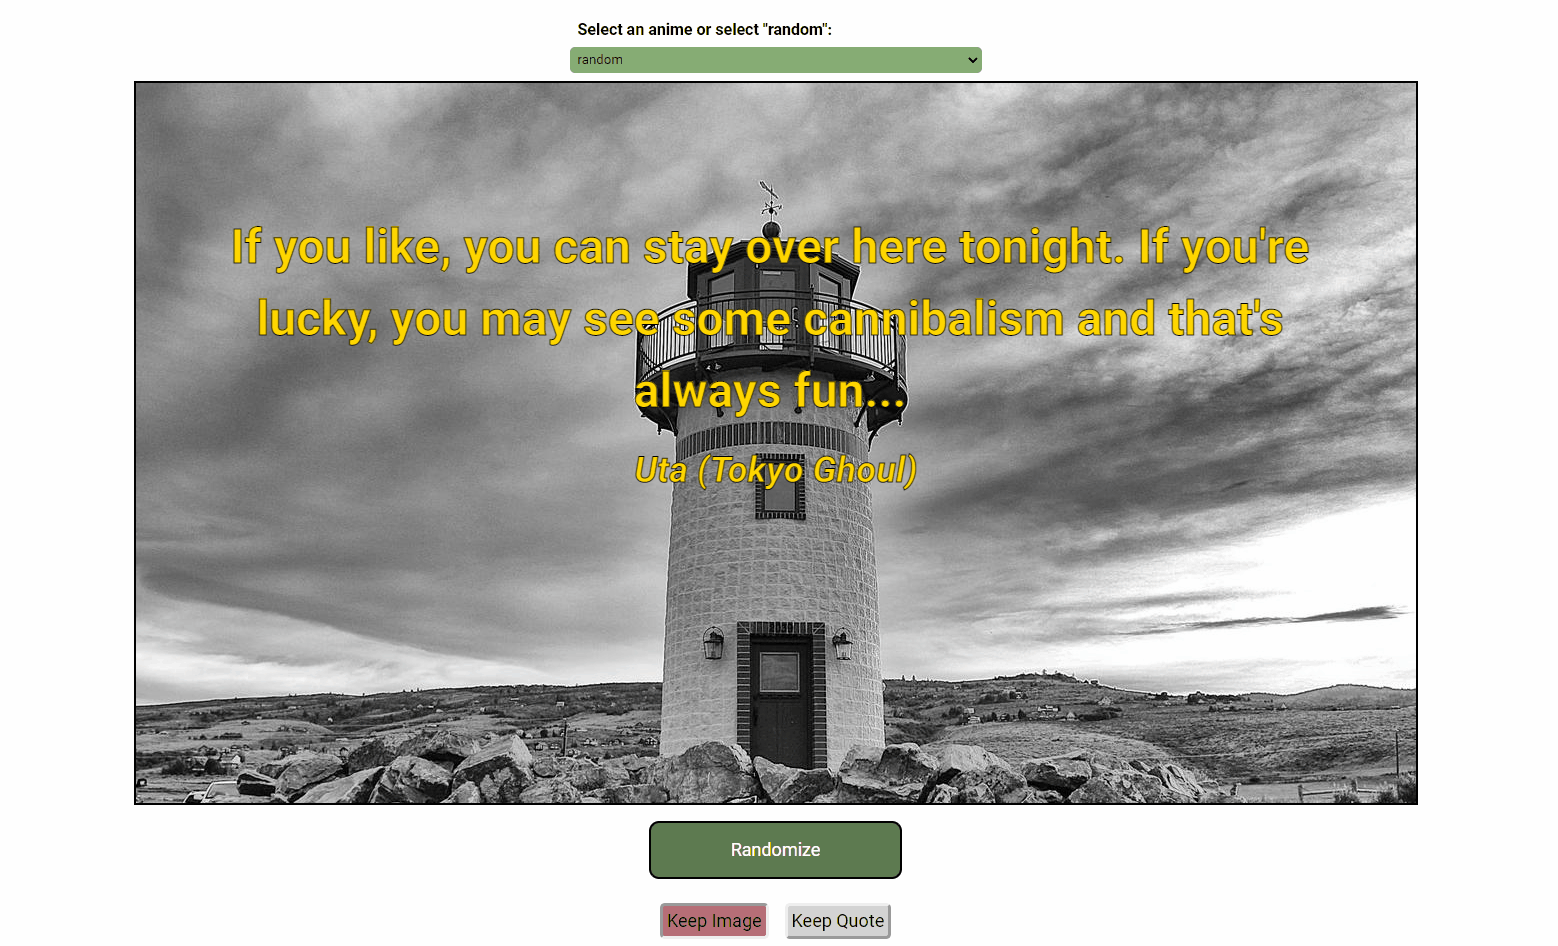 Select an anime or select "random":
random
If you like, you can stay over here tonight. If you're
lucky, you may see some cannibalism and that's
always fun...
Uta (Tokyo Ghoul)
Randomize
Keep Image
Keep Quote